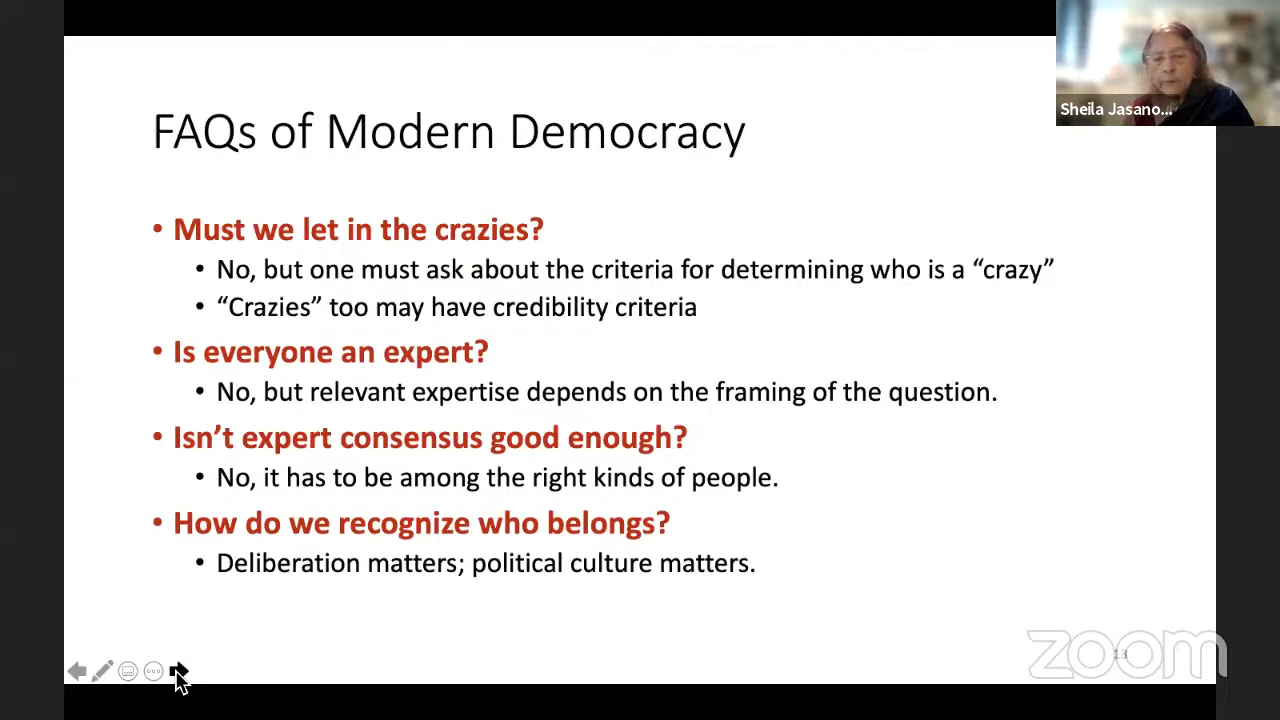 Sheila Jasano...
FAQs of Modern Democracy
• Must we let in the crazies?
• No, but one must ask about the criteria for determining who is a “crazy”
• “Crazies” too may have credibility criteria
• Is everyone an expert?
• No, but relevant expertise depends on the framing of the question.
• Isn’t expert consensus good enough?
• No, it has to be among the right kinds of people.
• How do we recognize who belongs?
• Deliberation matters; political culture matters.
zoom
13